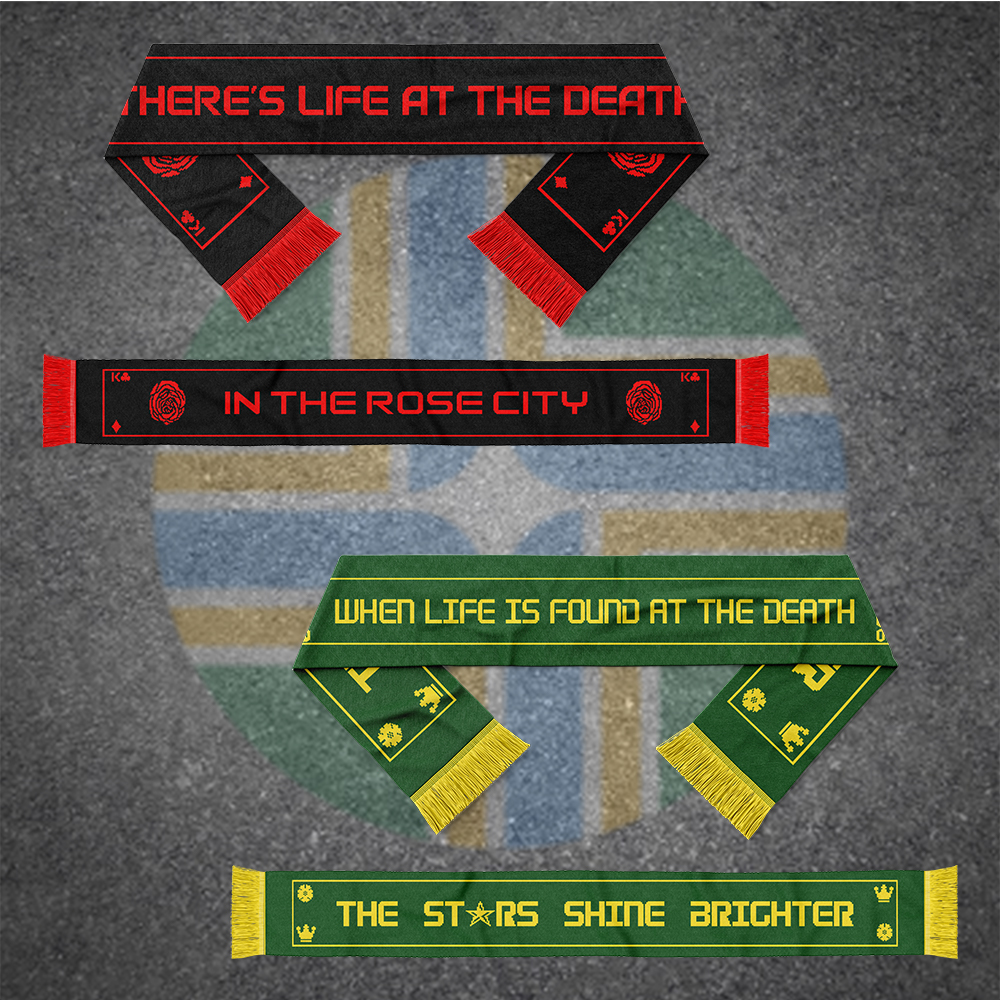 THERE'S LIFE AT THE DEATH
K♣ K♣
K♣ K♣
IN THE ROSE CITY
WHEN LIFE IS FOUND AT THE DEATH
THE ST★RS SHINE BRIGHTER